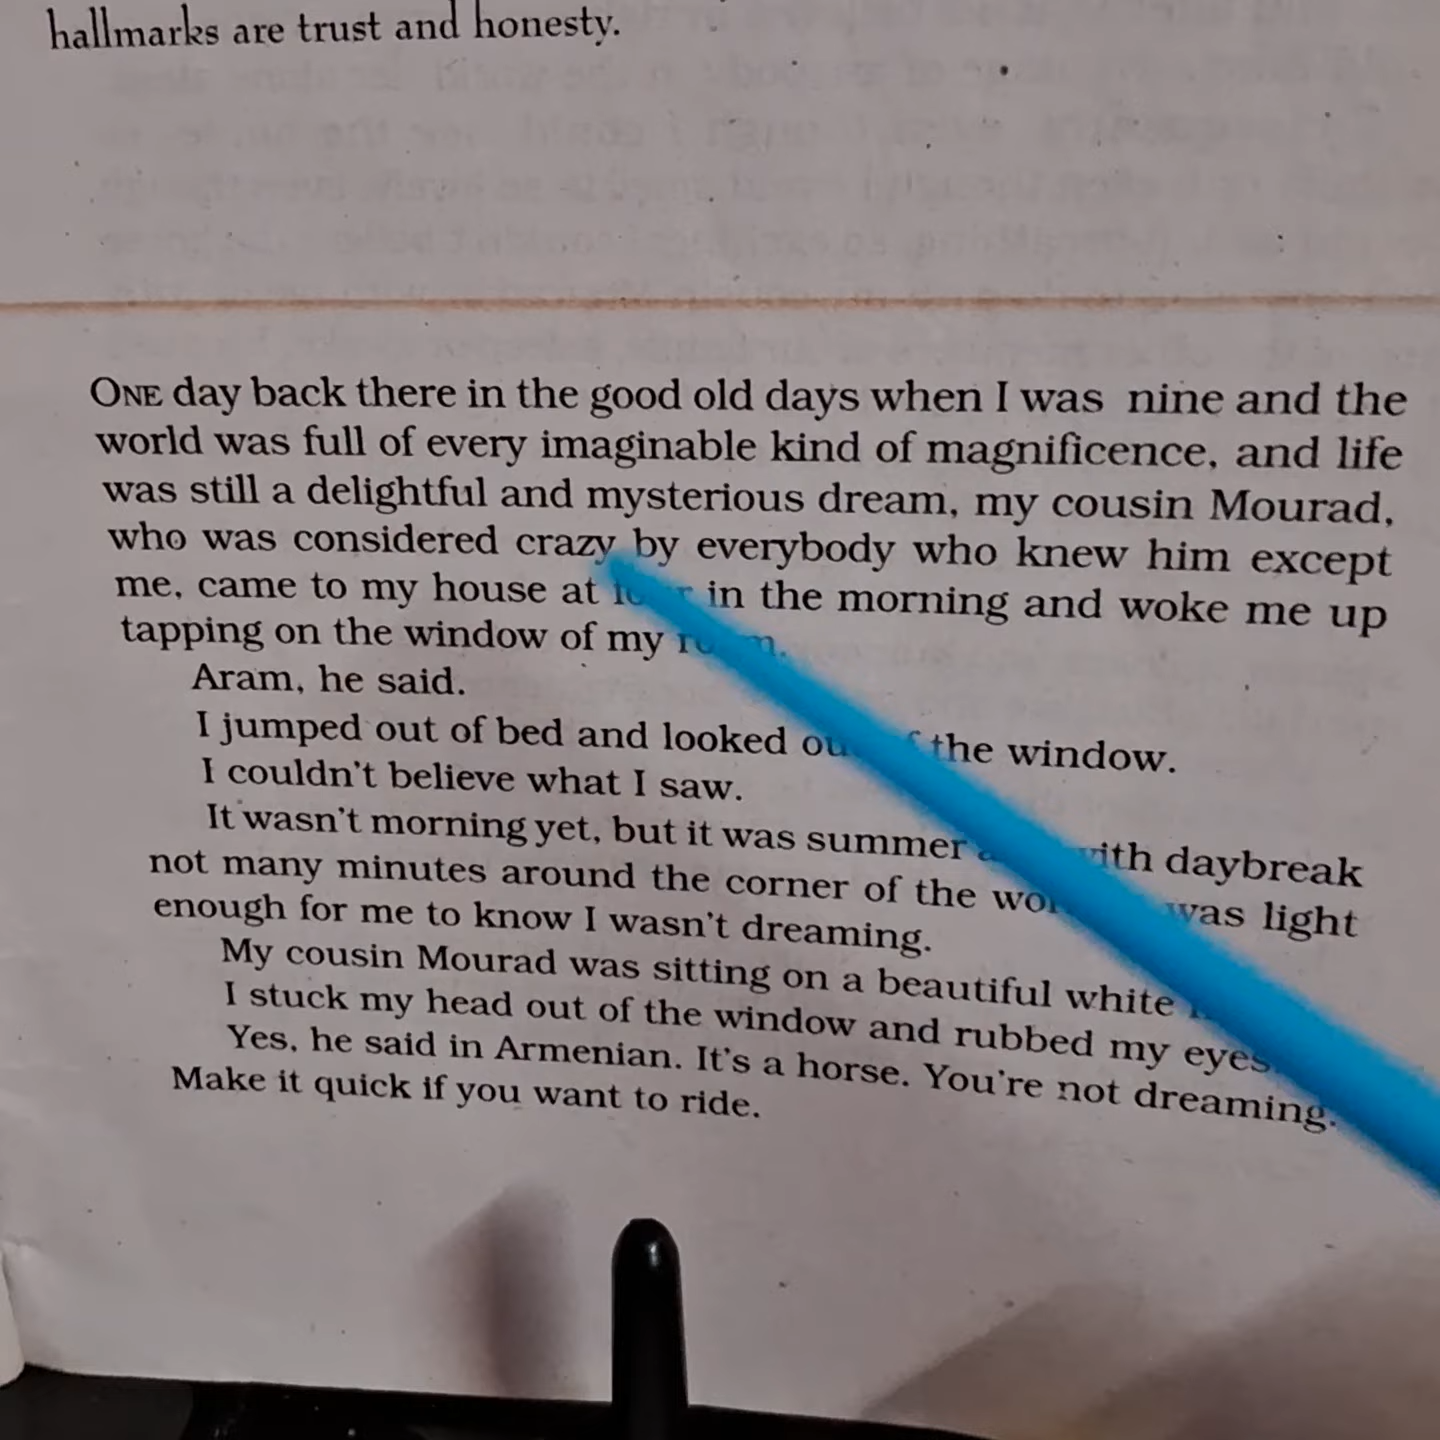 hallmarks are trust and honesty.
ONE day back there in the good old days when I was nine and the
world was full of every imaginable kind of magnificence, and life
was still a delightful and mysterious dream, my cousin Mourad,
who was considered crazy by everybody who knew him except
me, came to my house at in the morning and woke me up
tapping on the window of my
Aram, he said.
I jumped out of bed and looked the window.
I couldn't believe what I saw.
It wasn't morning yet, but it was summer daybreak
not many minutes around the corner of the was light
enough for me to know I wasn't dreaming.
My cousin Mourad was sitting on a beautiful white
I stuck my head out of the window and rubbed my eyes
Yes, he said in Armenian. It's a horse. You're not dreaming.
Make it quick if you want to ride.